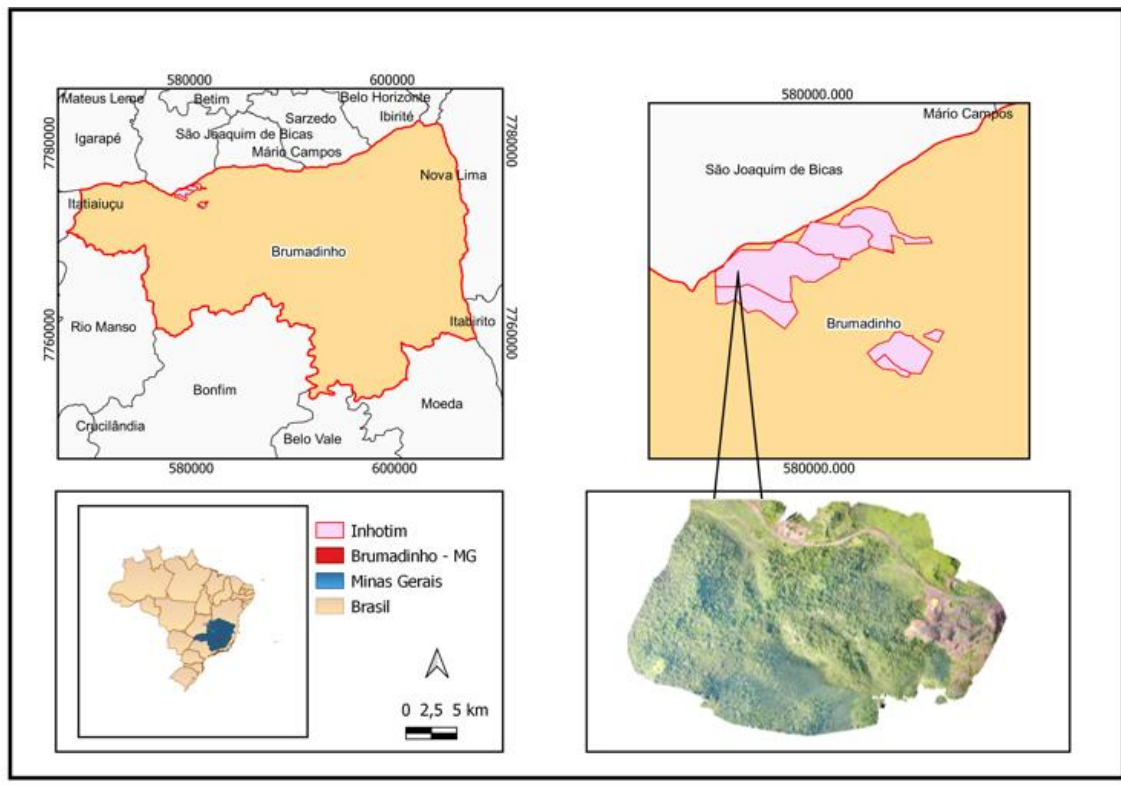 580000
600000
Mateus Leme
Betim
Belo Horizonte
Sarzedo
Ibirité
Igarapé
São Joaquim de Bicas
Mário Campos
7780000
7780000
Nova Lima
Itatiaiuçu
Brumadinho
Rio Manso
Itabirito
7760000
7760000
Bonfim
Moeda
Crucilândia
Belo Vale
580000
600000
580000.000
Mário Campos
São Joaquim de Bicas
Brumadinho
580000.000
Inhotim
Brumadinho - MG
Minas Gerais
Brasil
0 2,5 5 km